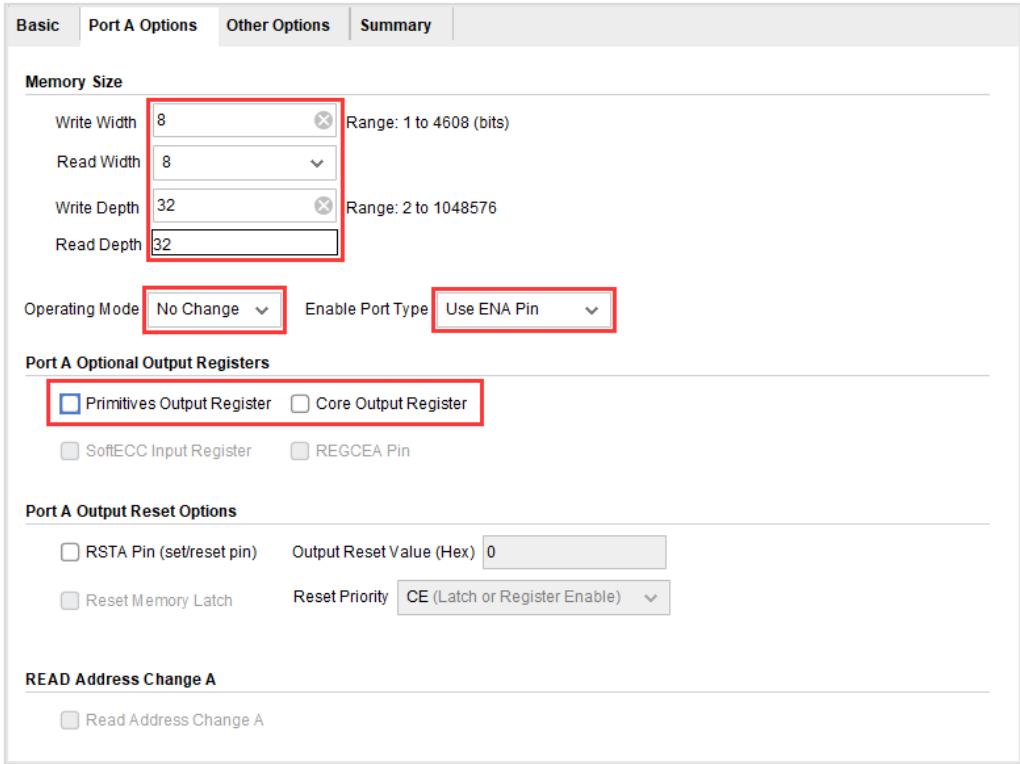 Basic Port A Options Other Options Summary
Memory Size
Write Width 8 Range: 1 to 4608 (bits)
Read Width 8
Write Depth 32 Range: 2 to 1048576
Read Depth 32
Operating Mode No Change Enable Port Type Use ENA Pin
Port A Optional Output Registers
Primitives Output Register Core Output Register
SoftECC Input Register REGCEA Pin
Port A Output Reset Options
RSTA Pin (set/reset pin) Output Reset Value (Hex) 0
Reset Memory Latch Reset Priority CE (Latch or Register Enable)
READ Address Change A
Read Address Change A